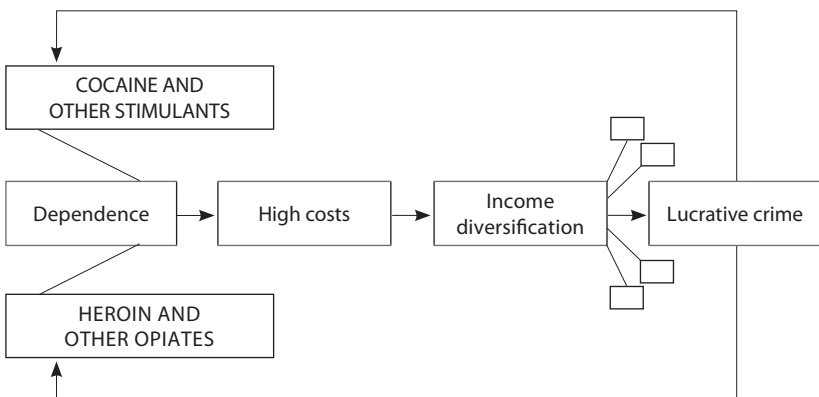 COCAINE AND
OTHER STIMULANTS
Dependence
High costs
Income
diversification
Lucrative crime
HEROIN AND
OTHER OPIATES